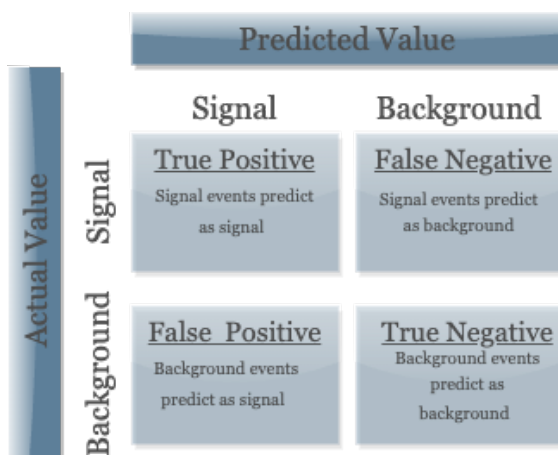 Predicted Value
Signal
Background
Actual Value
Signal
True Positive
Signal events predict
as signal
False Negative
Signal events predict
as background
Background
False Positive
Background events
predict as signal
True Negative
Background events
predict as
background